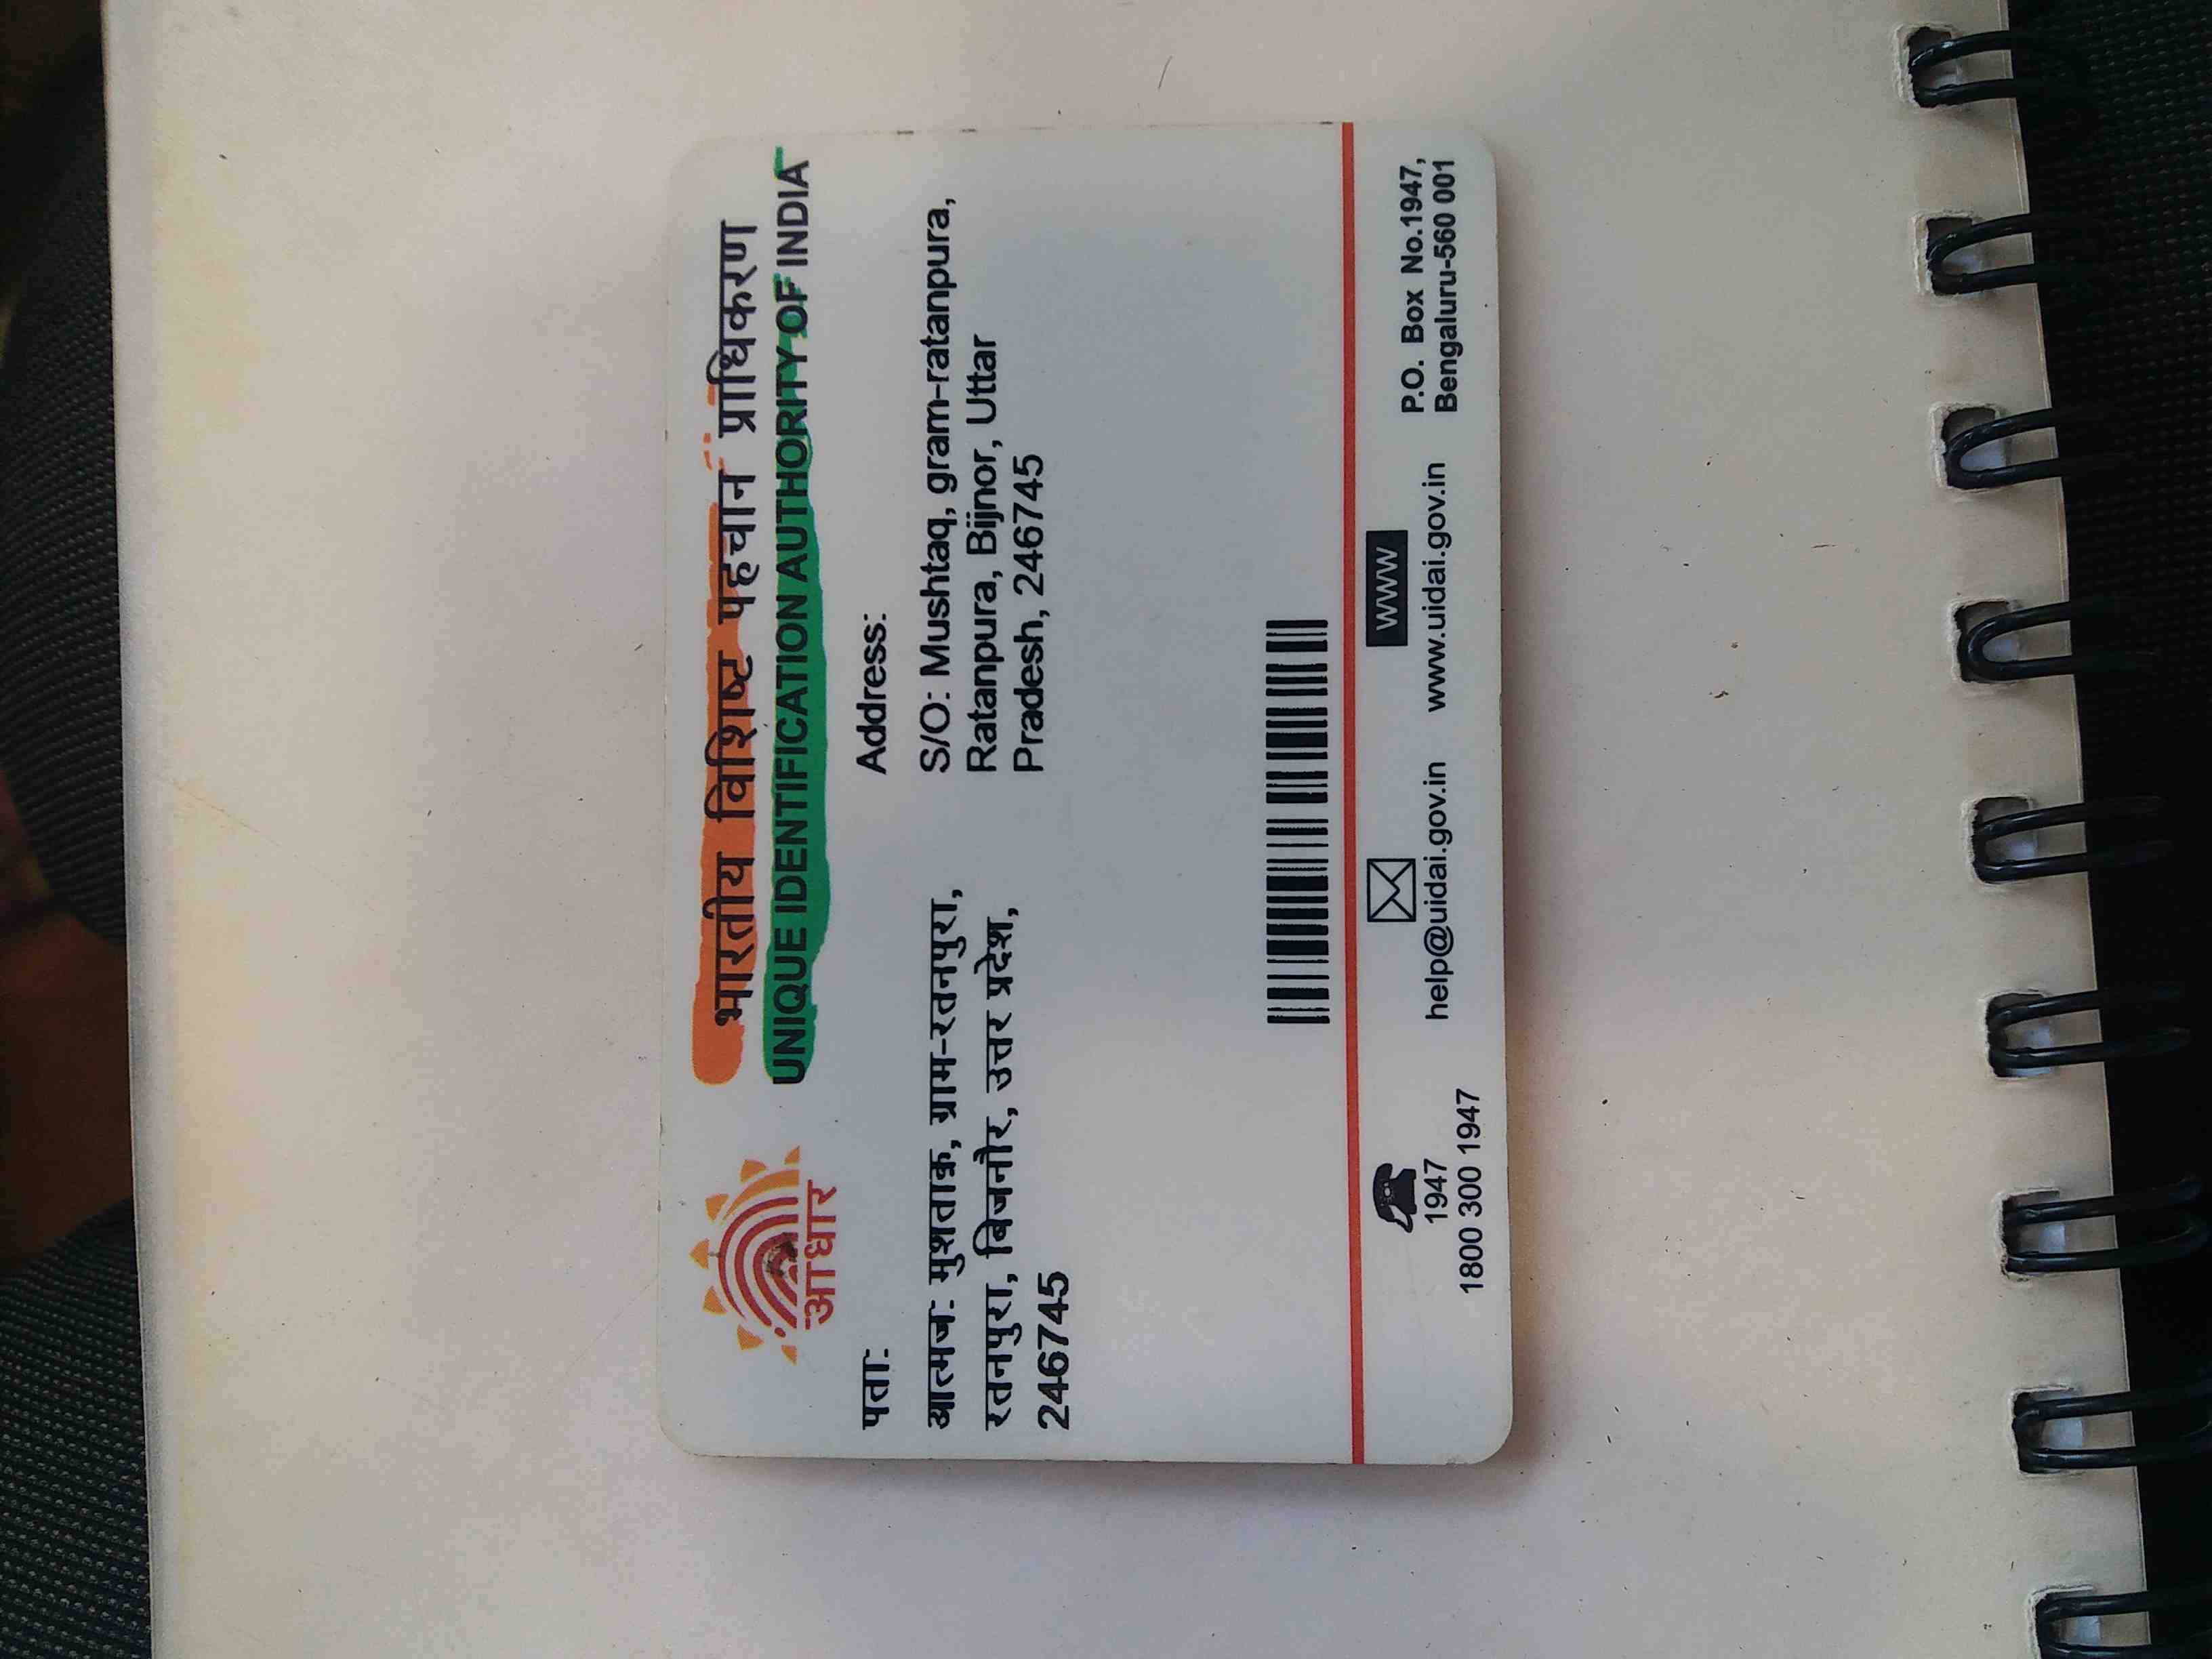 आधार
भारतीय विशिष्ट पहचान प्राधिकरण
UNIQUE IDENTIFICATION AUTHORITY OF INDIA
पता:
आत्मज: मुशताक़, ग्राम-रतनपुरा,
रतनपुरा, बिजनौर, उत्तर प्रदेश,
246745
Address:
S/O: Mushtaq, gram-ratanpura,
Ratanpura, Bijnor, Uttar
Pradesh, 246745
1947
1800 300 1947
help@uidai.gov.in
WWW
www.uidai.gov.in
P.O. Box No.1947,
Bengaluru-560 001